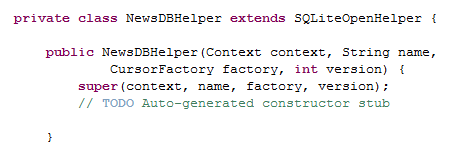 private class NewsDBHelper extends SQLiteOpenHelper {
public NewsDBHelper(Context context, String name,
CursorFactory factory, int version) {
super(context, name, factory, version);
// TODO Auto-generated constructor stub
}